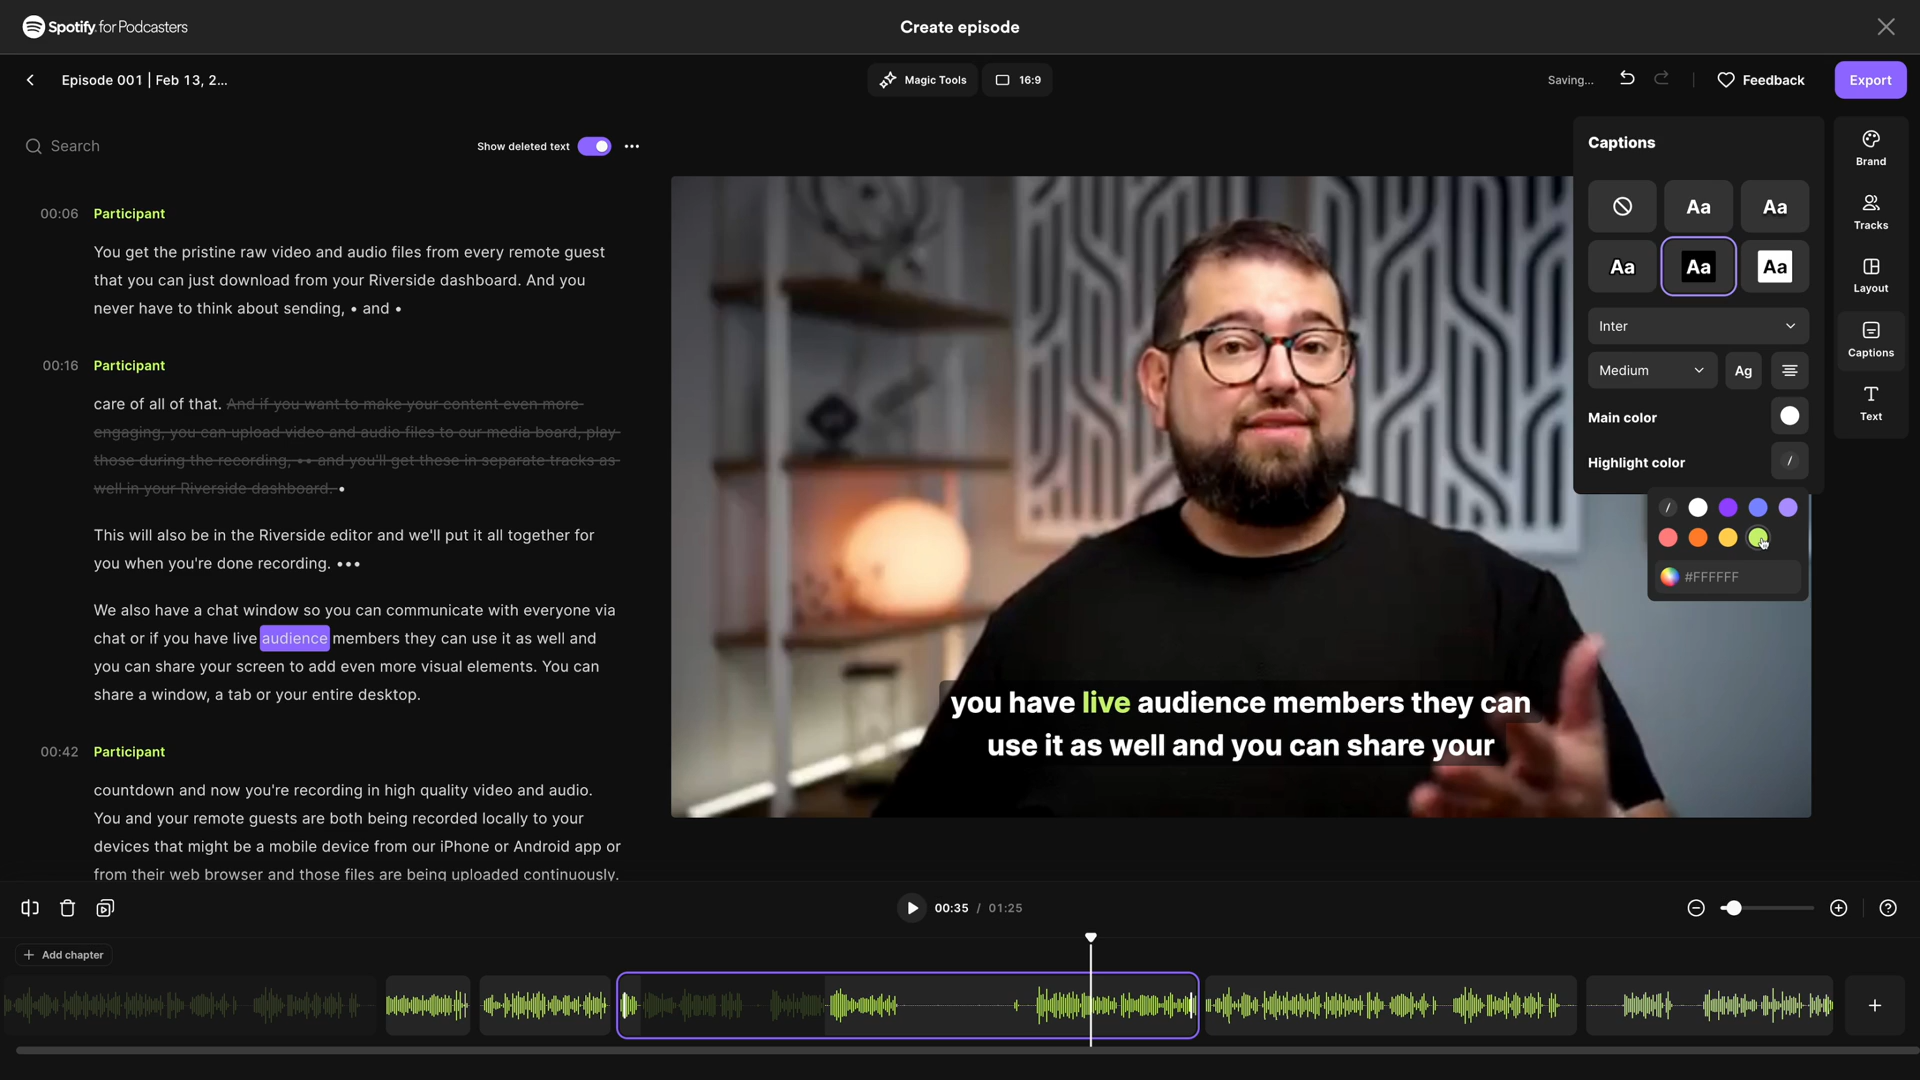 Spotify for Podcasters
Create episode
Episode 001 | Feb 13, 2...
Magic Tools
16:9
Saving...
Feedback
Export
Search
Show deleted text
00:06 Participant
You get the pristine raw video and audio files from every remote guest
that you can just download from your Riverside dashboard. And you
never have to think about sending, • and •
00:16 Participant
care of all of that. And if you want to make your content even more
engaging, you can upload video and audio files to our media board, play
those during the recording, •• and you'll get these in separate tracks as
well in your Riverside dashboard. •
This will also be in the Riverside editor and we'll put it all together for
you when you're done recording. •••
We also have a chat window so you can communicate with everyone via
chat or if you have live audience members they can use it as well and
you can share your screen to add even more visual elements. You can
share a window, a tab or your entire desktop.
00:42 Participant
countdown and now you're recording in high quality video and audio.
You and your remote guests are both being recorded locally to your
devices that might be a mobile device from our iPhone or Android app or
from their web browser and those files are being uploaded continuously.
you have live audience members they can
use it as well and you can share your
Captions
Aa
Aa
Aa
Aa
Aa
Inter
Medium
Ag
Main color
Highlight color
#FFFFFF
Brand
Tracks
Layout
Captions
Text
00:35 / 01:25
Add chapter